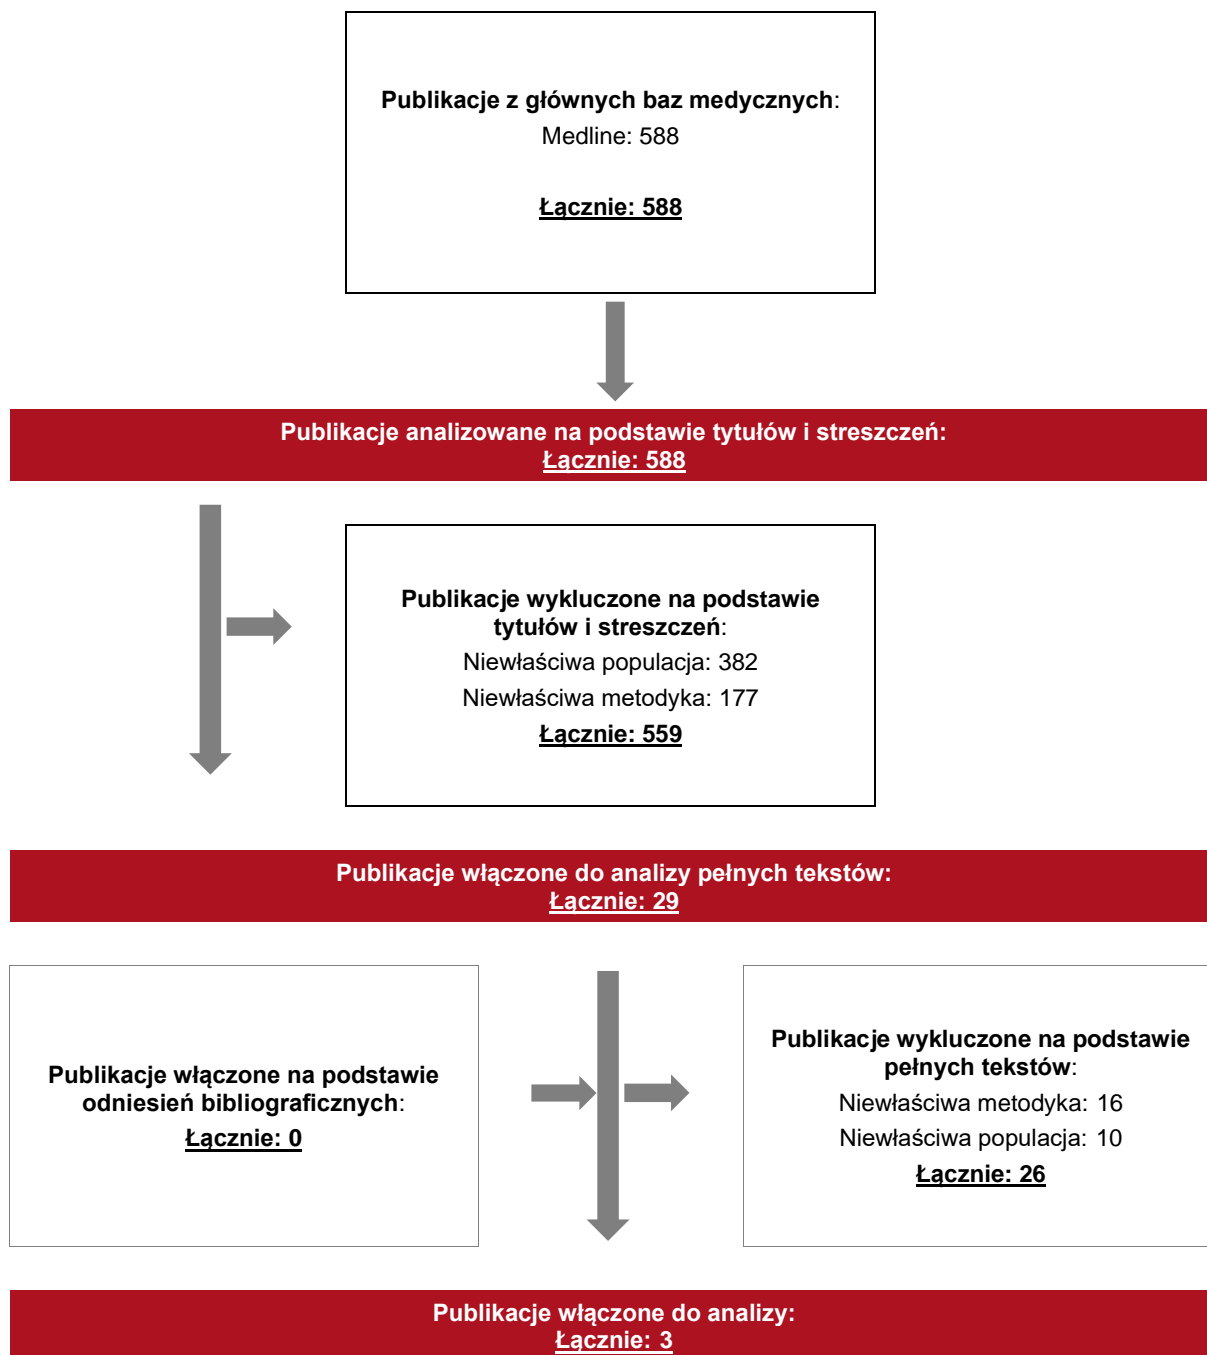 Publikacje z głównych baz medycznych:
Medline: 588
Łącznie: 588
Publikacje analizowane na podstawie tytułów i streszczeń:
Łącznie: 588
Publikacje wykluczone na podstawie
tytułów i streszczeń:
Niewłaściwa populacja: 382
Niewłaściwa metodyka: 177
Łącznie: 559
Publikacje włączone do analizy pełnych tekstów:
Łącznie: 29
Publikacje włączone na podstawie
odniesień bibliograficznych:
Łącznie: 0
Publikacje wykluczone na podstawie
pełnych tekstów:
Niewłaściwa metodyka: 16
Niewłaściwa populacja: 10
Łącznie: 26
Publikacje włączone do analizy:
Łącznie: 3